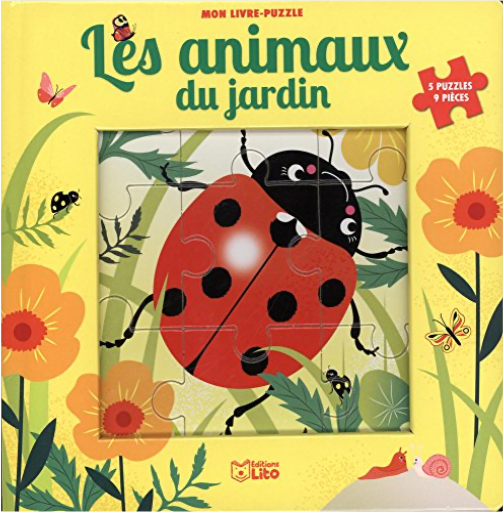 MON LIVRE-PUZZLE
Les animaux
du jardin
5 PUZZLES
9 PIÈCES
Éditions
Lito